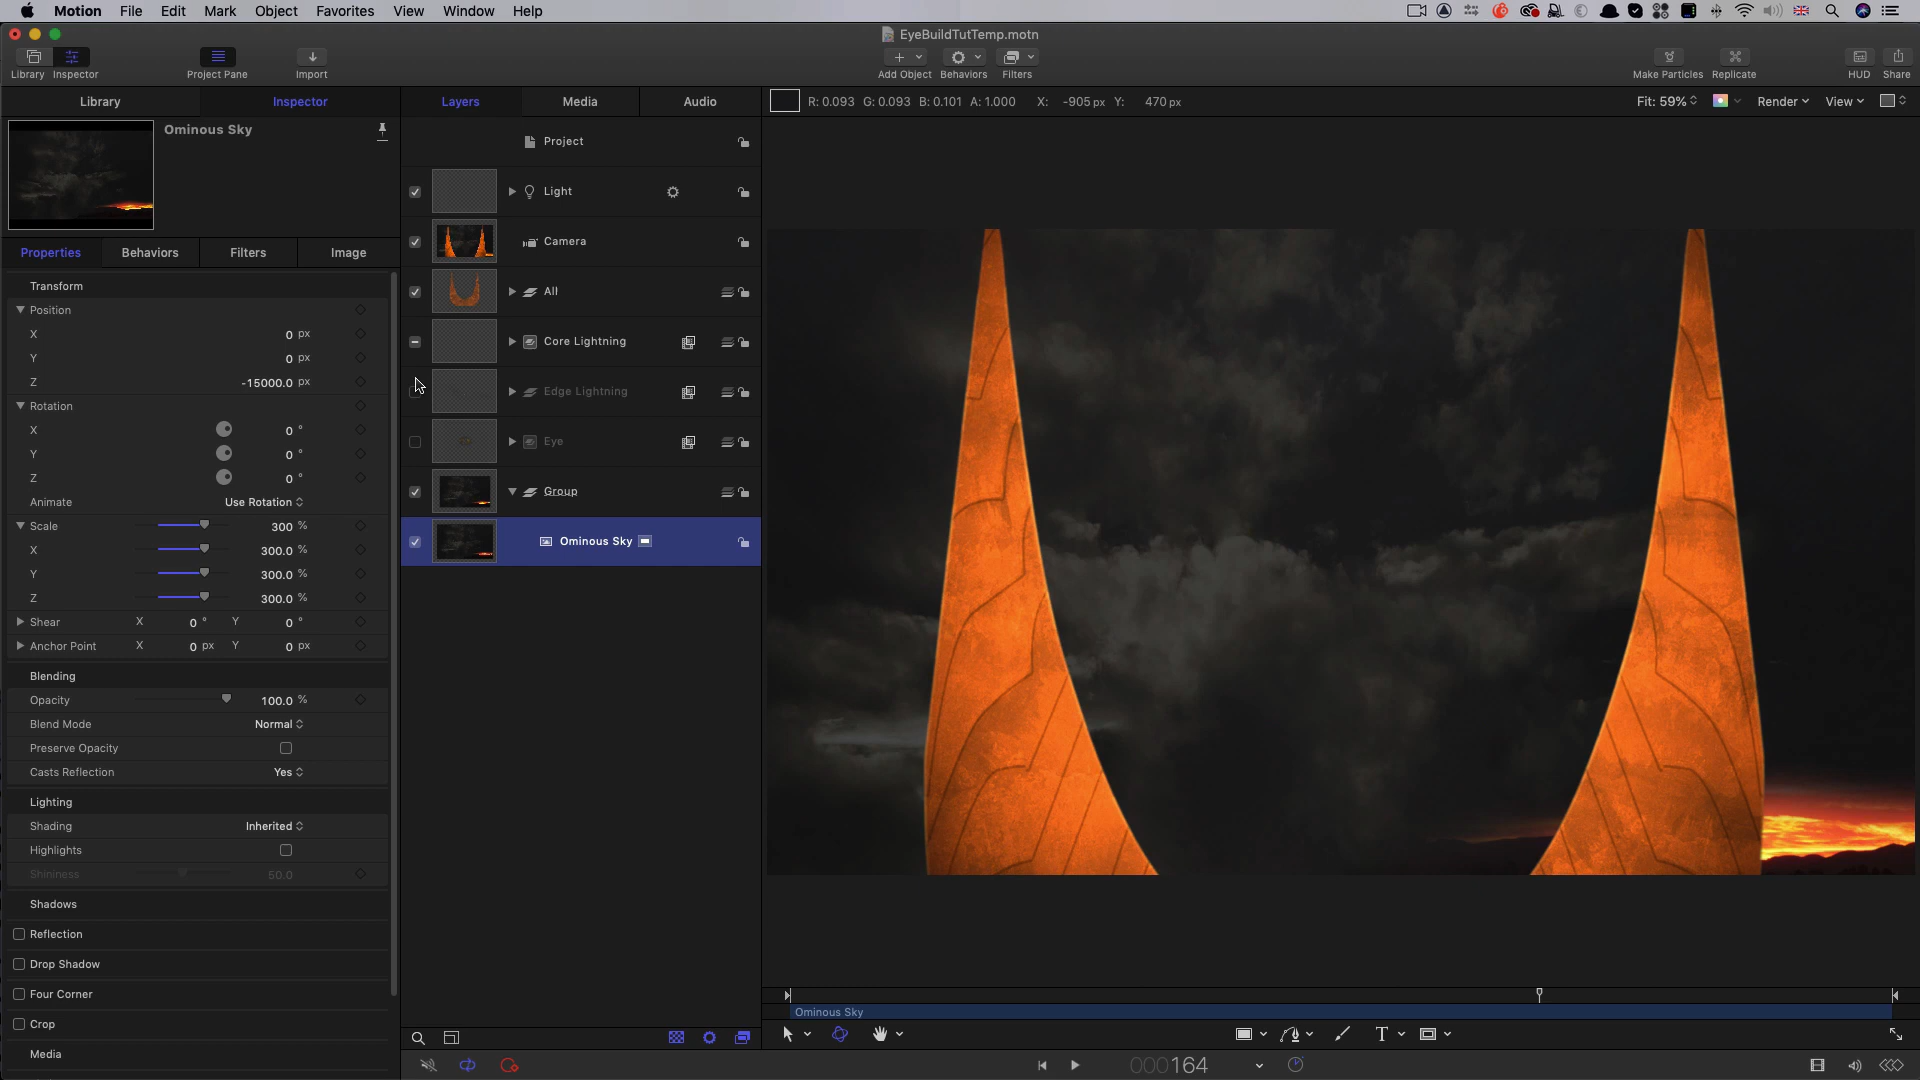 Motion File Edit Mark Object Favorites View Window Help
EyeBuildTutTemp.motn
Library Inspector Project Pane Import Add Object Behaviors Filters Make Particles Replicate HUD Share
Library Inspector Layers Media Audio R: 0.093 G: 0.093 B: 0.101 A: 1.000 X: -905 px Y: 470 px Fit: 59% Render View
Ominous Sky
Project
Light
Camera
All
Core Lightning
Edge Lightning
Eye
Group
Ominous Sky
Properties Behaviors Filters Image
Transform
Position
X 0 px
Y 0 px
Z -15000.0 px
Rotation
X 0 °
Y 0 °
Z 0 °
Animate Use Rotation
Scale 300 %
X 300.0 %
Y 300.0 %
Z 300.0 %
Shear X 0 ° Y 0 °
Anchor Point X 0 px Y 0 px
Blending
Opacity 100.0 %
Blend Mode Normal
Preserve Opacity
Casts Reflection Yes
Lighting
Shading Inherited
Highlights
Shininess 50.0
Shadows
Reflection
Drop Shadow
Four Corner
Crop
Media
Ominous Sky
T
000164